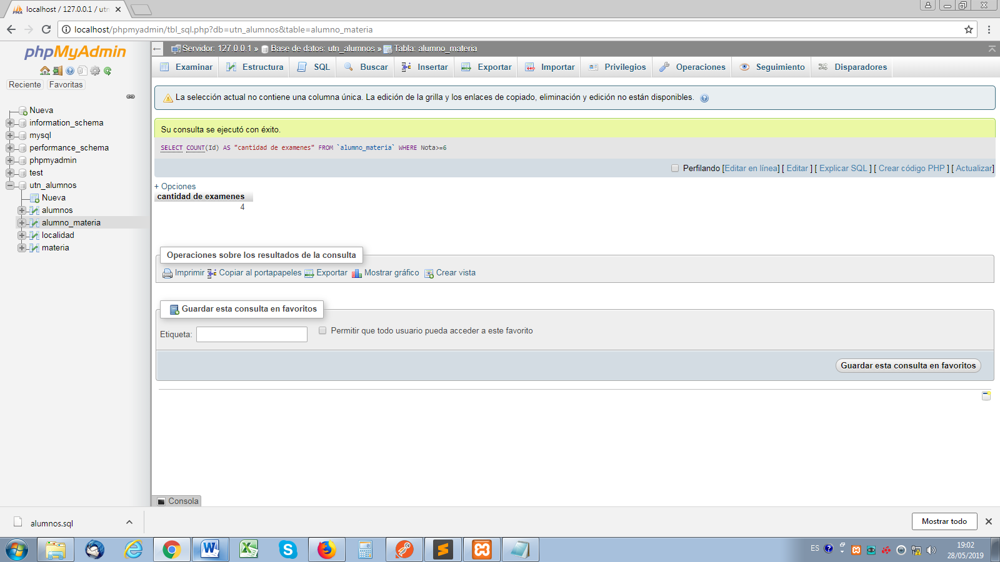 localhost / 127.0.0.1 / utn
localhost/phpmyadmin/tbl_sql.php?db=utn_alumnos&table=alumno_materia
phpMyAdmin
Reciente Favoritas
Nueva
information_schema
mysql
performance_schema
phpmyadmin
test
utn_alumnos
Nueva
alumnos
alumno_materia
localidad
materia
Servidor: 127.0.0.1 » Base de datos: utn_alumnos » Tabla: alumno_materia
Examinar Estructura SQL Buscar Insertar Exportar Importar Privilegios Operaciones Seguimiento Disparadores
La selección actual no contiene una columna única. La edición de la grilla y los enlaces de copiado, eliminación y edición no están disponibles.
Su consulta se ejecutó con éxito.
SELECT COUNT(Id) AS "cantidad de examenes" FROM `alumno_materia` WHERE Nota>=6
Perfilando [Editar en línea] [ Editar ] [ Explicar SQL ] [ Crear código PHP ] [ Actualizar]
+ Opciones
cantidad de examenes
4
Operaciones sobre los resultados de la consulta
Imprimir Copiar al portapapeles Exportar Mostrar gráfico Crear vista
Guardar esta consulta en favoritos
Etiqueta: Permitir que todo usuario pueda acceder a este favorito
Guardar esta consulta en favoritos
Consola
alumnos.sql
Mostrar todo
ES
19:02
28/05/2019